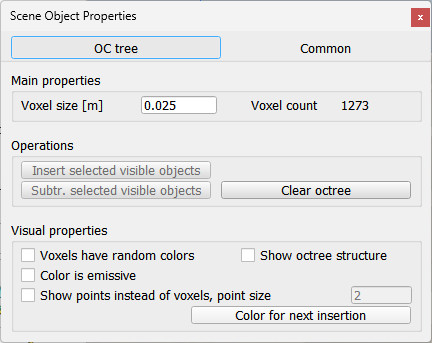 Scene Object Properties
x
OC tree
Common
Main properties
Voxel size [m] 0.025 Voxel count 1273
Operations
Insert selected visible objects
Subtr. selected visible objects Clear octree
Visual properties
Voxels have random colors Show octree structure
Color is emissive
Show points instead of voxels, point size 2
Color for next insertion